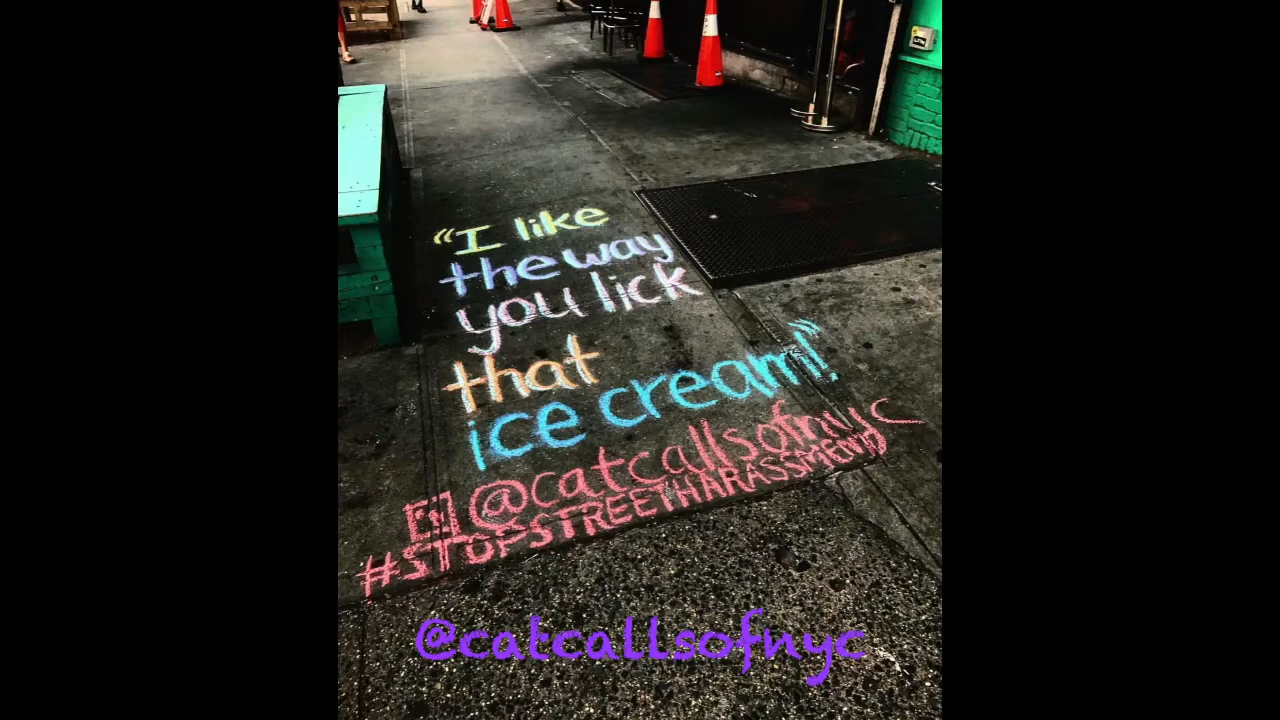 “I like
the way
you lick
that
ice cream!”
@catcallsofnyc
#STOPSTREETHARASSMENT
@catcallsofnyc